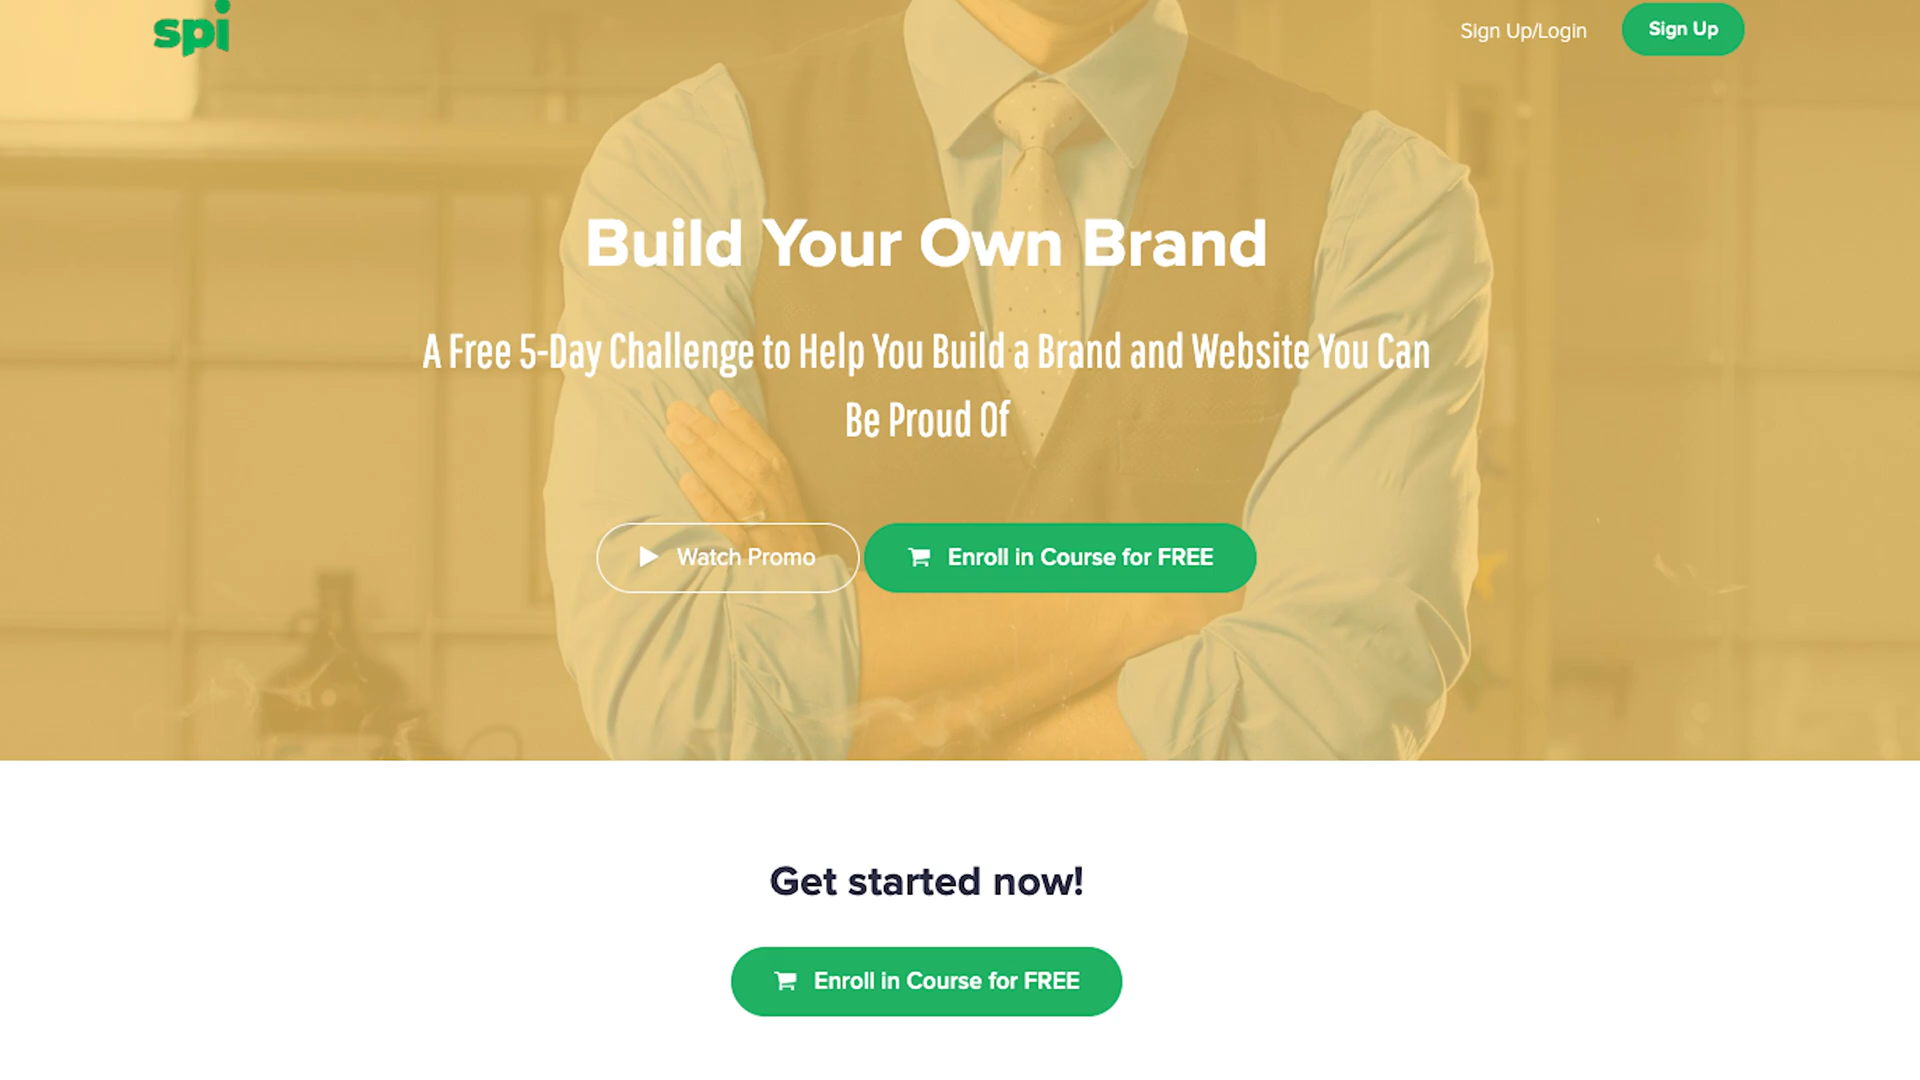 spi
Sign Up/Login
Sign Up
Build Your Own Brand
A Free 5-Day Challenge to Help You Build a Brand and Website You Can
Be Proud Of
Watch Promo
Enroll in Course for FREE
Get started now!
Enroll in Course for FREE